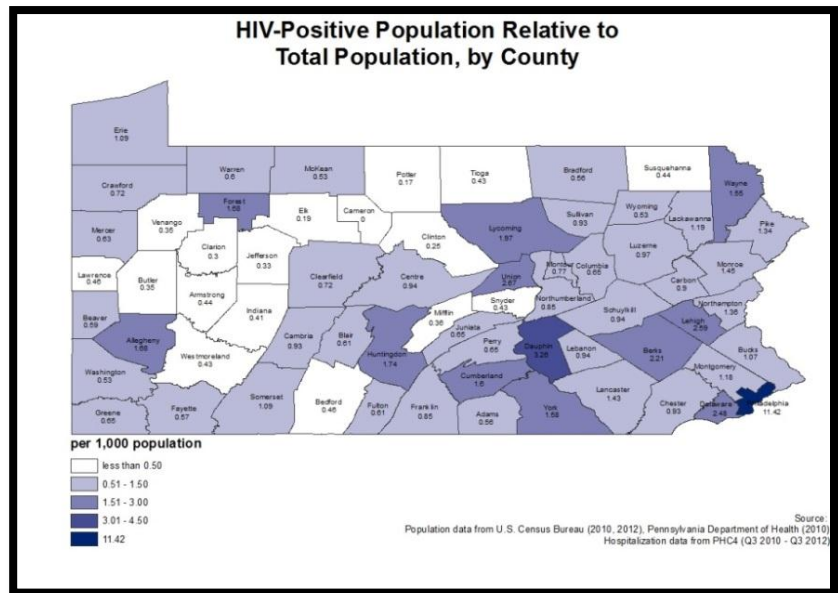 HIV-Positive Population Relative to
Total Population, by County
Erie
1.09
Crawford
0.72
Warren
0.6
McKean
0.53
Potter
0.17
Tioga
0.43
Bradford
0.56
Susquehanna
0.44
Wayne
Forest
Mercer
0.63
Venango
0.35
Elk
0.19
Cameron
0
Clinton
0.25
Lycoming
1.97
Sullivan
0.93
Wyoming
0.53
Lackawanna
1.19
Pike
1.34
Clarion
0.3
Jefferson
0.33
Luzerne
0.97
Monroe
1.45
Lawrence
0.46
Butler
0.35
Armstrong
0.44
Clearfield
0.72
Centre
0.94
Union
2.67
Montour
0.77
Columbia
0.65
Carbon
0.9
Northampton
1.36
Beaver
0.59
Indiana
0.41
Snyder
0.43
Northumberland
0.85
Schuylkill
0.94
Lehigh
2.59
Mifflin
0.36
Juniata
0.65
Allegheny
Westmoreland
0.43
Cambria
0.93
Blair
0.61
Huntingdon
1.74
Perry
0.65
Dauphin
3.26
Lebanon
0.94
Berks
2.21
Bucks
1.07
Montgomery
1.18
Washington
0.53
Cumberland
1.6
Lancaster
1.43
Chester
0.93
Delaware
2.48
Philadelphia
11.42
Greene
0.65
Fayette
0.57
Somerset
1.09
Bedford
0.46
Fulton
0.61
Franklin
0.85
Adams
0.56
York
1.58
per 1,000 population
less than 0.50
0.51 - 1.50
1.51 - 3.00
3.01 - 4.50
11.42
Source:
Population data from U.S. Census Bureau (2010, 2012), Pennsylvania Department of Health (2010)
Hospitalization data from PHC4 (Q3 2010 - Q3 2012)